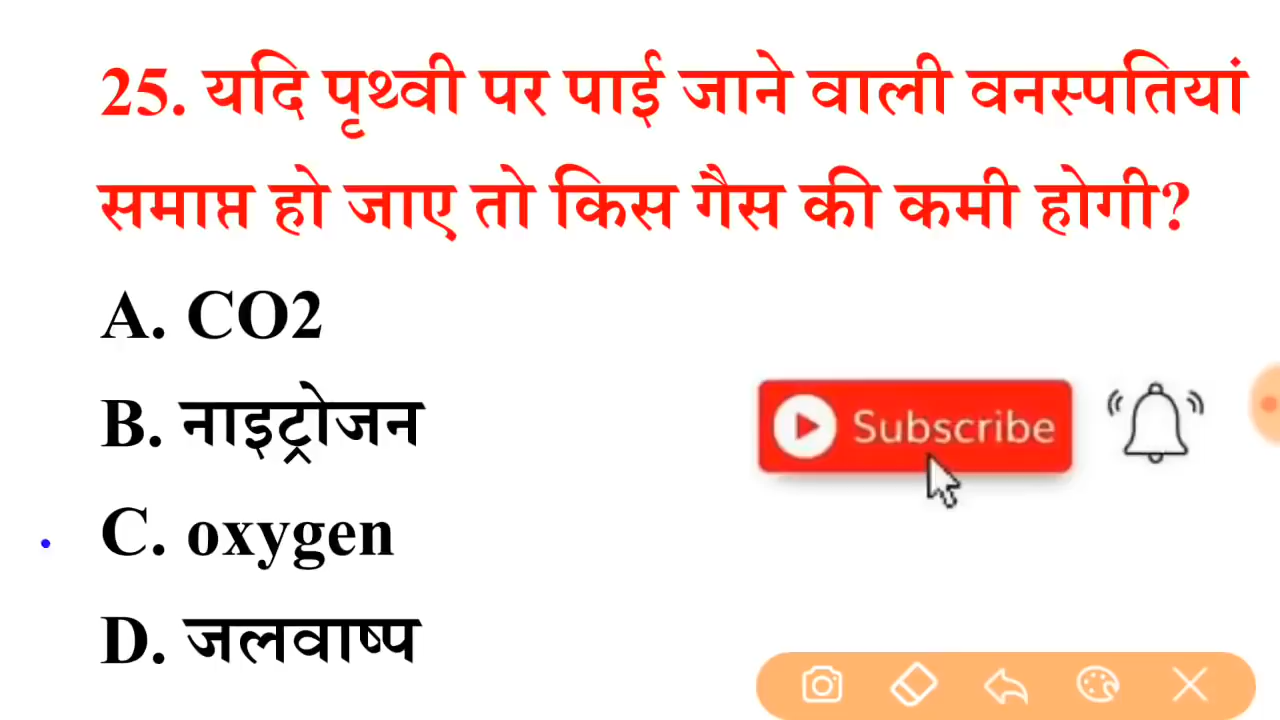 25. यदि पृथ्वी पर पाई जाने वाली वनस्पतियां
समाप्त हो जाए तो किस गैस की कमी होगी?
A. CO2
B. नाइट्रोजन
Subscribe
C. oxygen
D. जलवाष्प